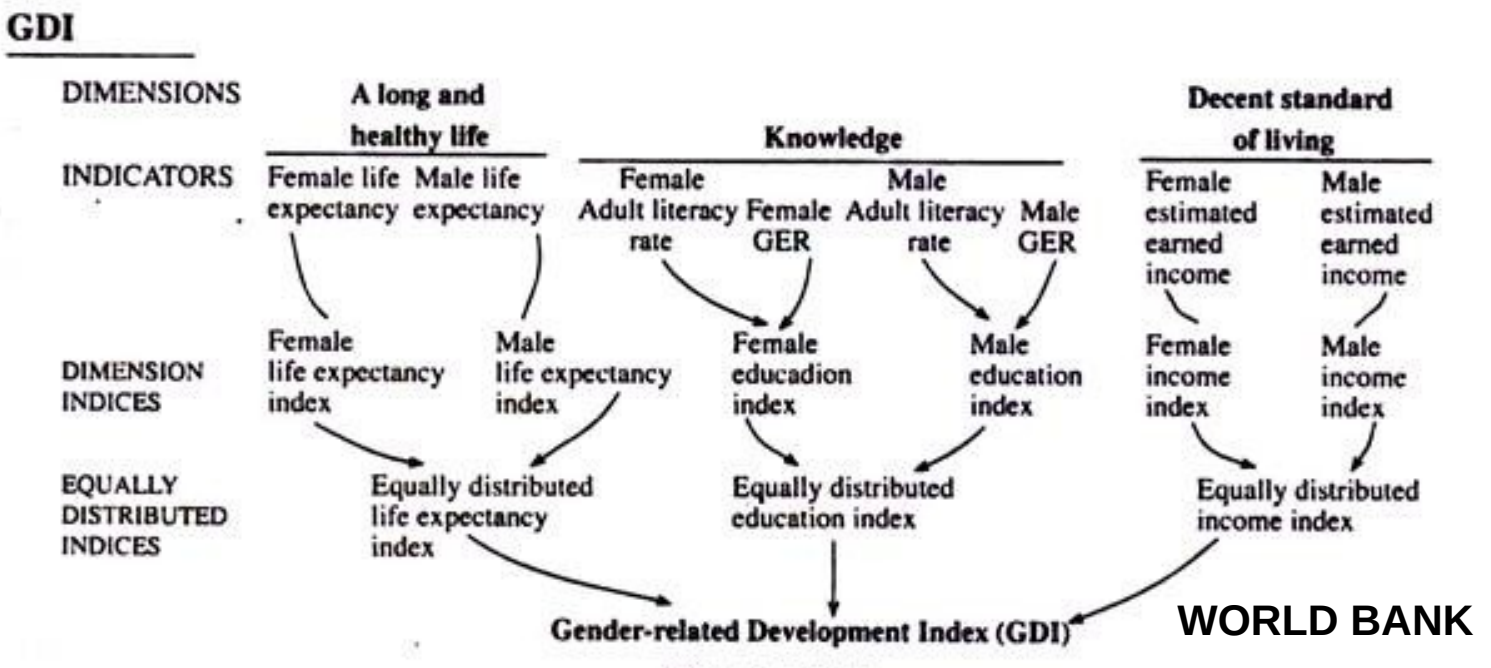 GDI
DIMENSIONS
A long and
healthy life
Knowledge
Decent standard
of living
INDICATORS
Female life
expectancy
Male life
expectancy
Female
Adult literacy
rate
Female
GER
Male
Adult literacy
rate
Male
GER
Female
estimated
earned
income
Male
estimated
earned
income
DIMENSION
INDICES
Female
life expectancy
index
Male
life expectancy
index
Female
educadion
index
Male
education
index
Female
income
index
Male
income
index
EQUALLY
DISTRIBUTED
INDICES
Equally distributed
life expectancy
index
Equally distributed
education index
Equally distributed
income index
Gender-related Development Index (GDI)
WORLD BANK